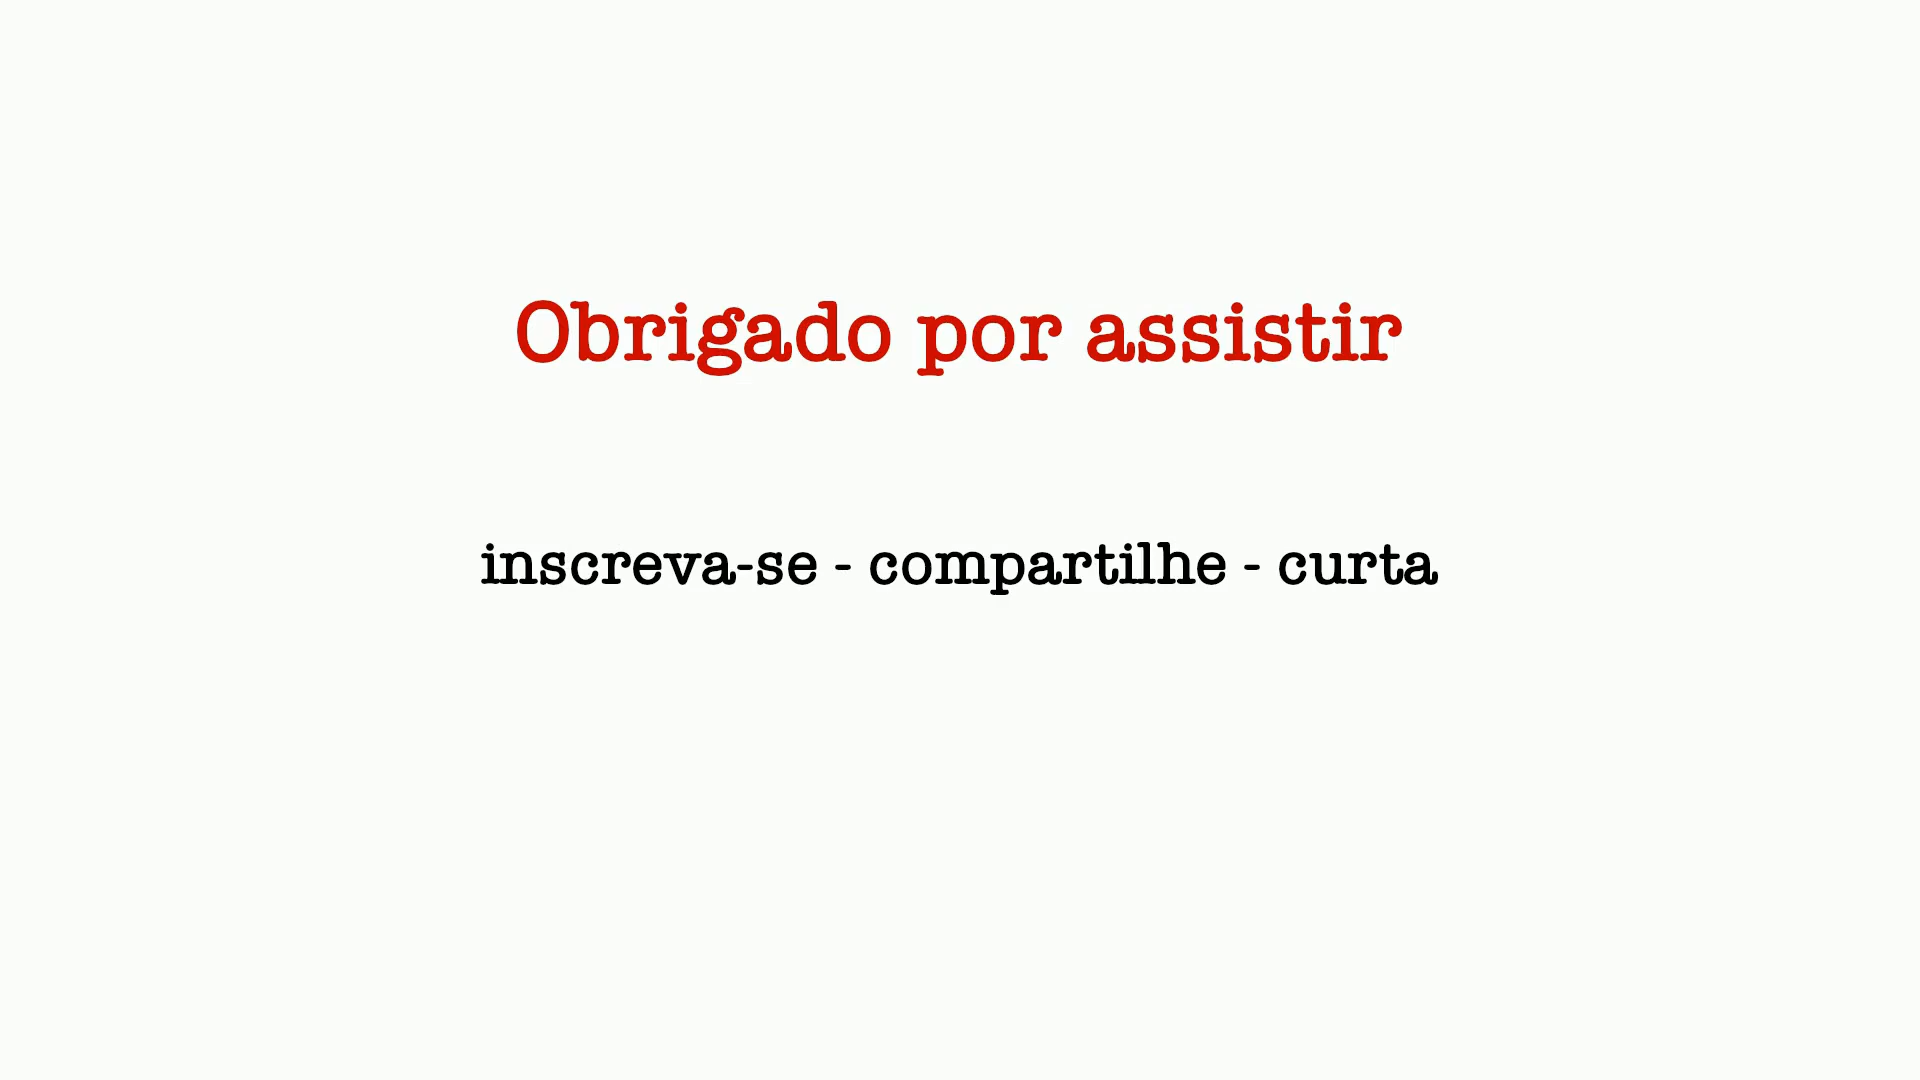 Obrigado por assistir
inscreva-se - compartilhe - curta